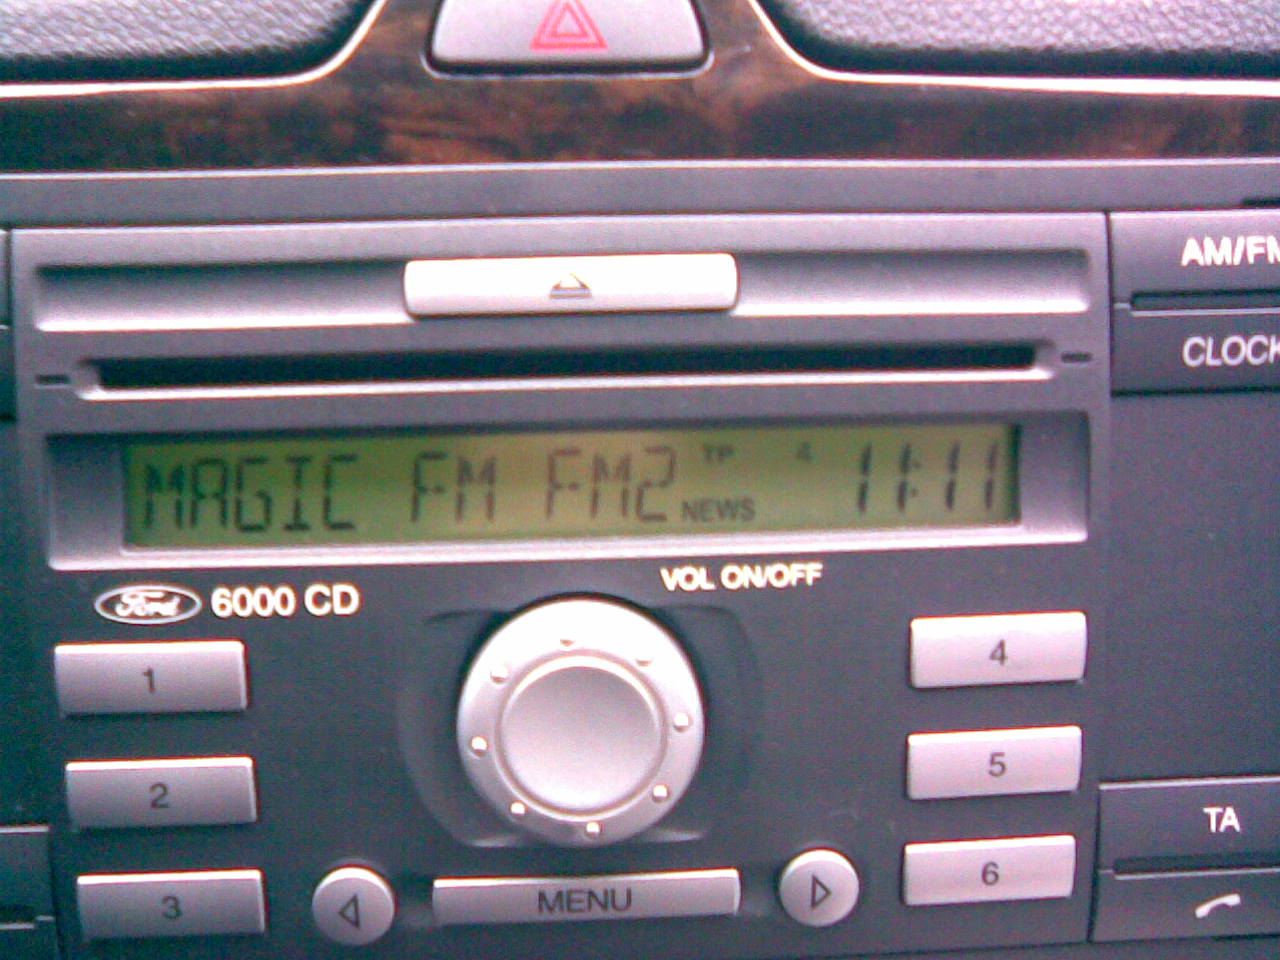 AM/FM
CLOCK
MAGIC FM FM2 TP 4 11:11
NEWS
VOL ON/OFF
Ford 6000 CD
1
4
2
5
TA
3
MENU
6